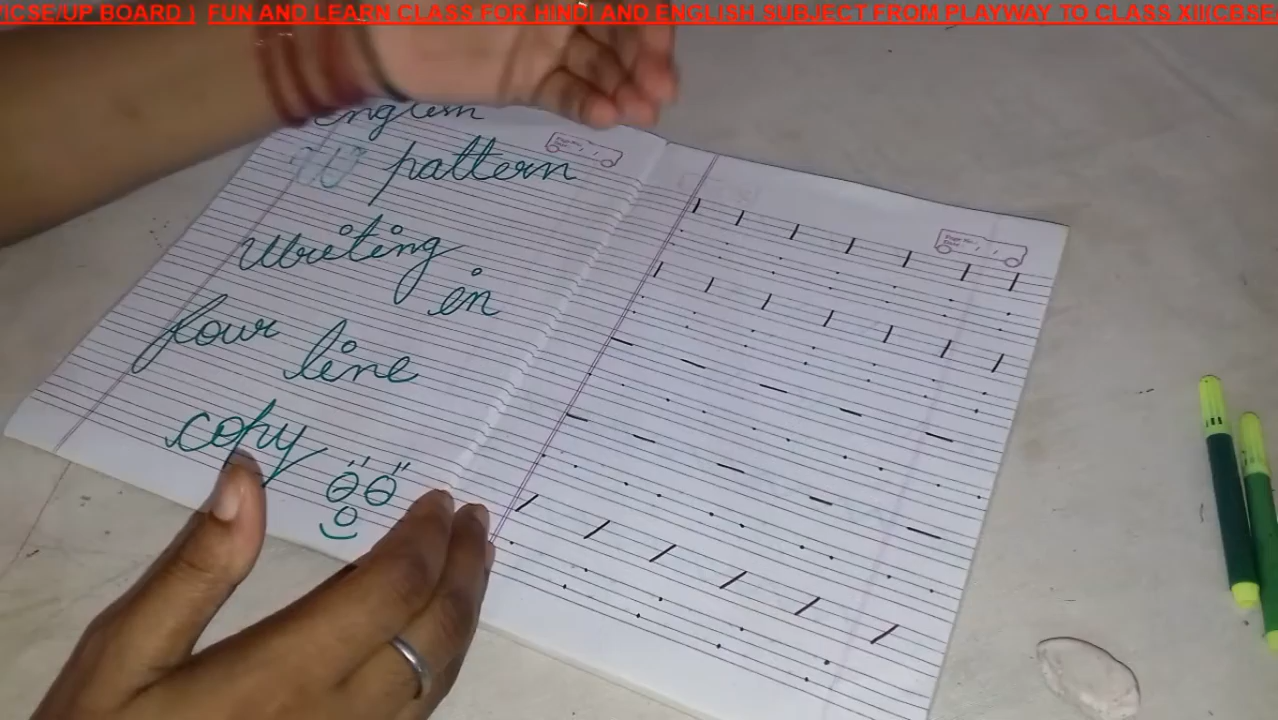 /ICSE/UP BOARD ) FUN AND LEARN CLASS FOR HINDI AND ENGLISH SUBJECT FROM PLAYWAY TO CLASS XII(CBSE
English
pattern
writing
in
four line
copy